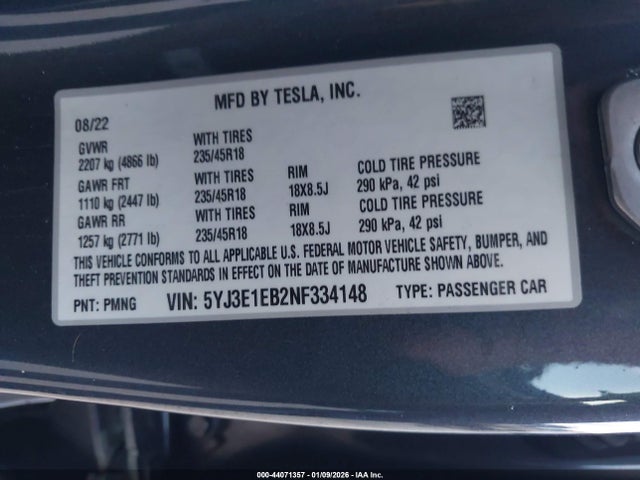 MFD BY TESLA, INC.
08/22
GVWR WITH TIRES
2207 kg (4866 lb) 235/45R18
GAWR FRT WITH TIRES RIM COLD TIRE PRESSURE
1110 kg (2447 lb) 235/45R18 18X8.5J 290 kPa, 42 psi
GAWR RR WITH TIRES RIM COLD TIRE PRESSURE
1257 kg (2771 lb) 235/45R18 18X8.5J 290 kPa, 42 psi
THIS VEHICLE CONFORMS TO ALL APPLICABLE U.S. FEDERAL MOTOR VEHICLE SAFETY, BUMPER, AND
THEFT PREVENTION STANDARDS IN EFFECT ON THE DATE OF MANUFACTURE SHOWN ABOVE.
PNT: PMNG VIN: 5YJ3E1EB2NF334148 TYPE: PASSENGER CAR
000-44071357 - 01/09/2026 - IAA Inc.